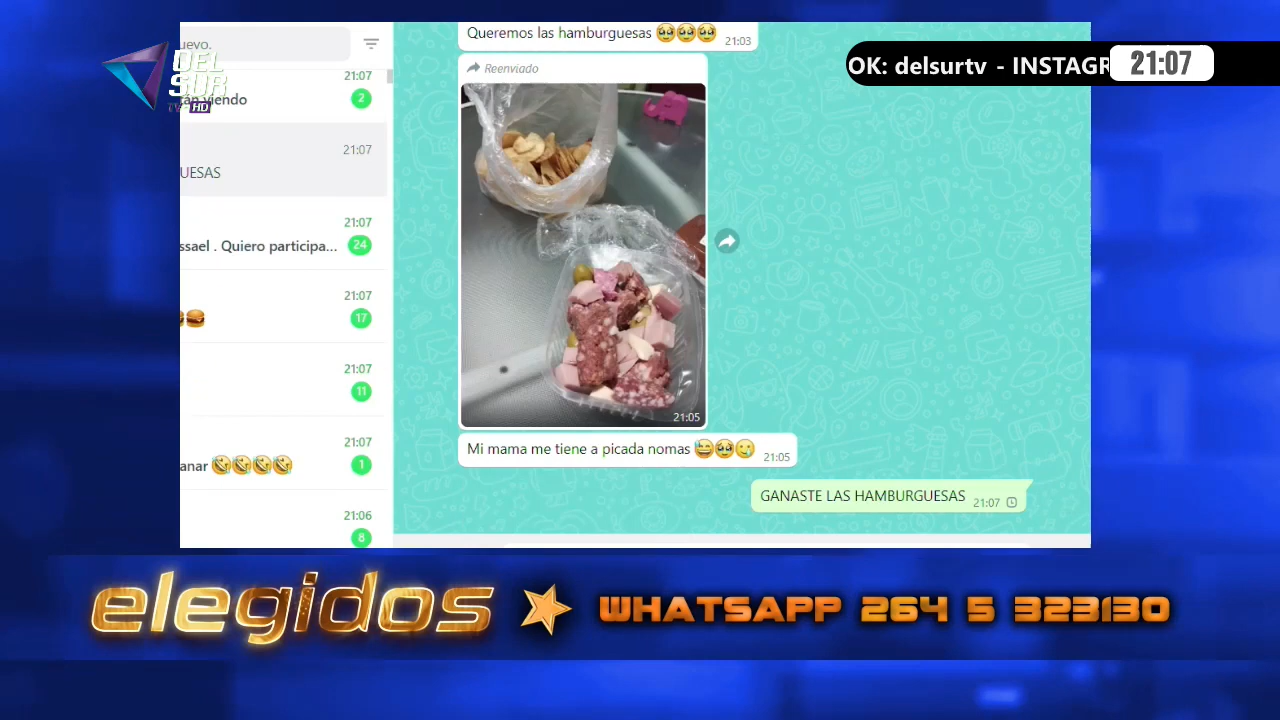 DEL
SUR
TV HD
uevo.
21:07
tán viendo
2
21:07
UESAS
21:07
ssael . Quiero participa...
24
21:07
17
21:07
11
21:07
anar
1
21:06
8
Queremos las hamburguesas 🥹🥹🥹 21:03
Reenviado
21:05
Mi mama me tiene a picada nomas 😅🥹🥲 21:05
GANASTE LAS HAMBURGUESAS 21:07
OK: delsurtv - INSTAGR
21:07
elegidos
WHATSAPP 264 5 323130